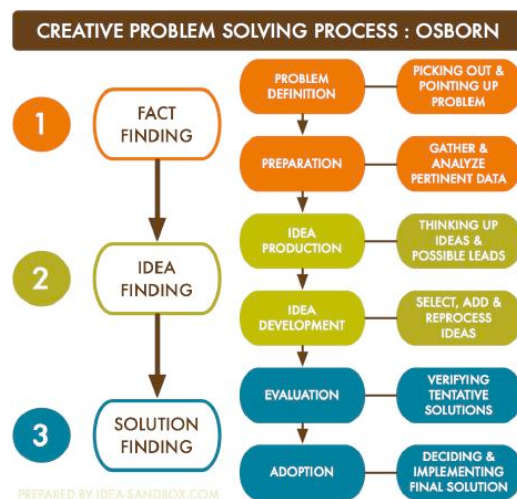 CREATIVE PROBLEM SOLVING PROCESS : OSBORN
1
FACT
FINDING
PROBLEM
DEFINITION
PICKING OUT &
POINTING UP
PROBLEM
PREPARATION
GATHER &
ANALYZE
PERTINENT DATA
2
IDEA
FINDING
IDEA
PRODUCTION
THINKING UP
IDEAS &
POSSIBLE LEADS
IDEA
DEVELOPMENT
SELECT, ADD &
REPROCESS
IDEAS
3
SOLUTION
FINDING
EVALUATION
VERIFYING
TENTATIVE
SOLUTIONS
ADOPTION
DECIDING &
IMPLEMENTING
FINAL SOLUTION
PREPARED BY IDEA-SANDBOX.COM